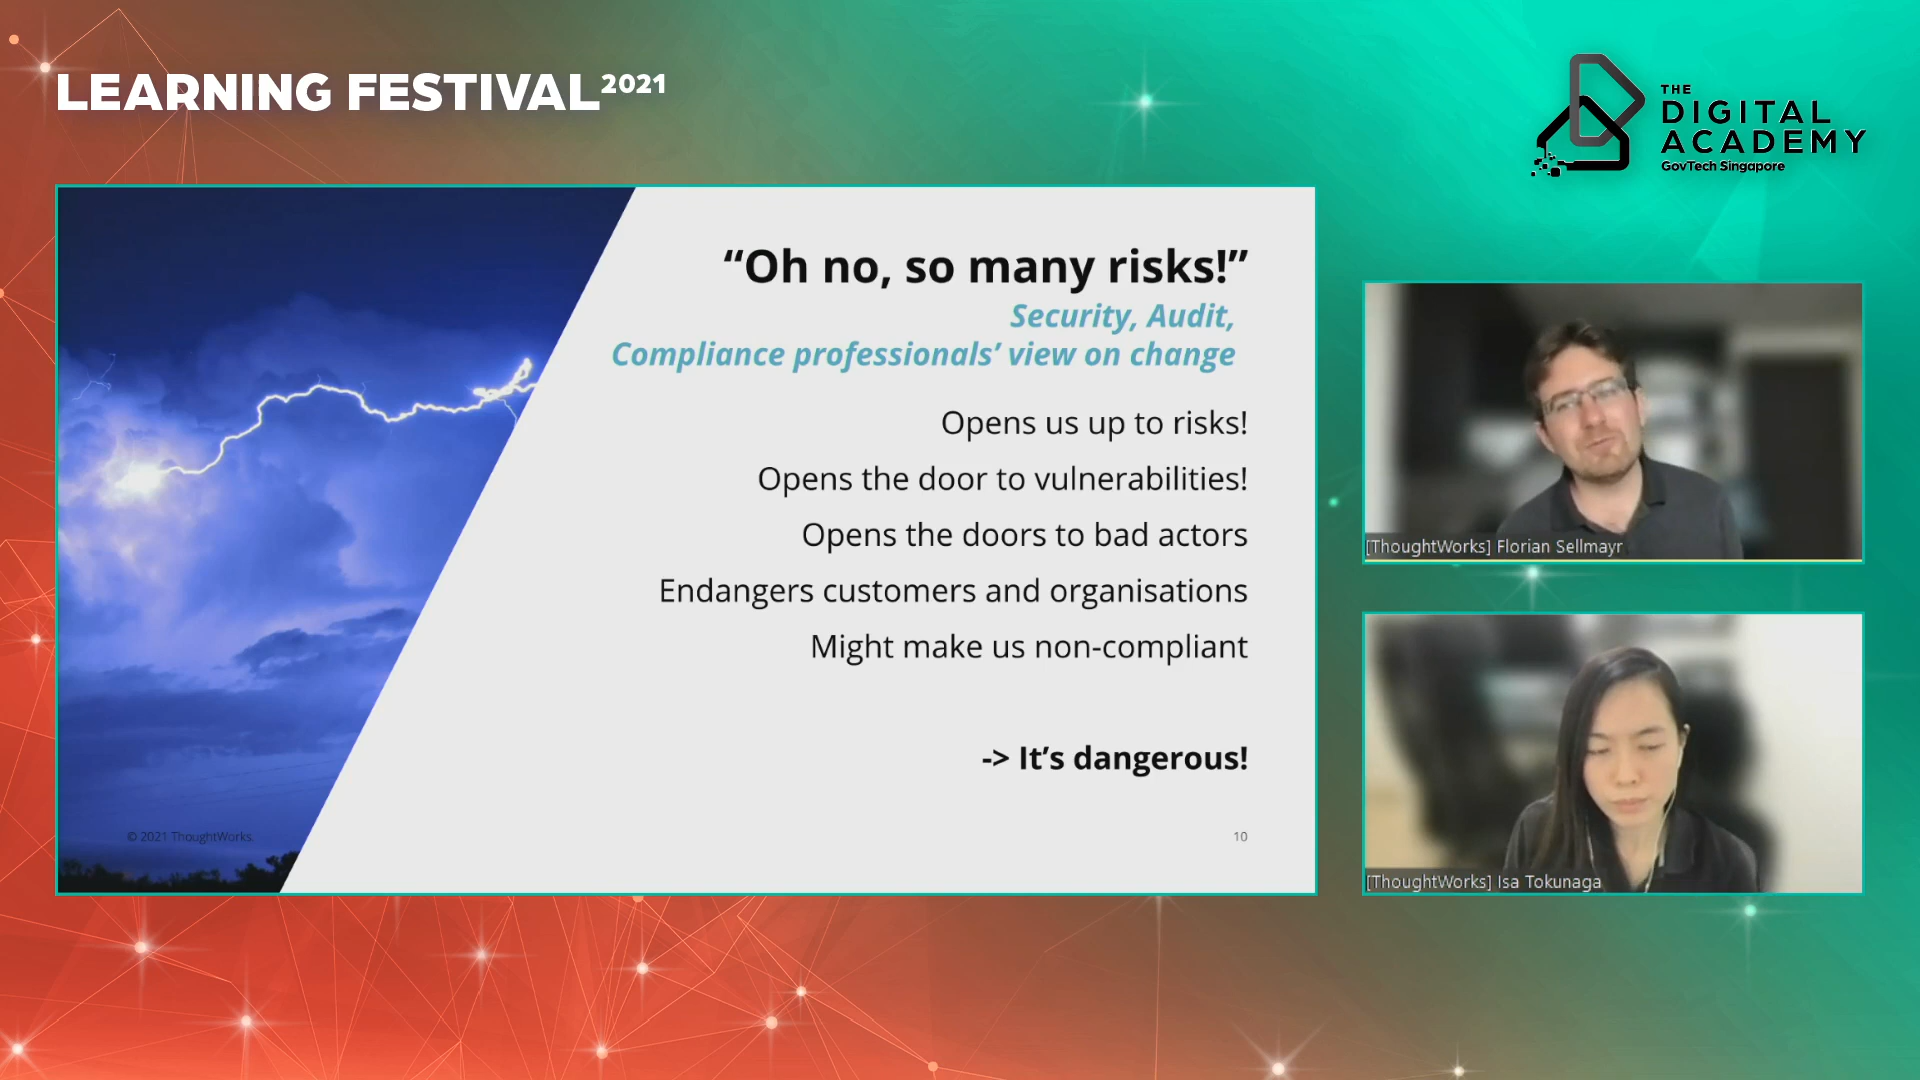 LEARNING FESTIVAL2021
THE
DIGITAL
ACADEMY
GovTech Singapore
“Oh no, so many risks!”
Security, Audit,
Compliance professionals’ view on change
Opens us up to risks!
Opens the door to vulnerabilities!
Opens the doors to bad actors
Endangers customers and organisations
Might make us non-compliant
-> It’s dangerous!
© 2021 ThoughtWorks
10
[ThoughtWorks] Florian Sellmayr
[ThoughtWorks] Isa Tokunaga